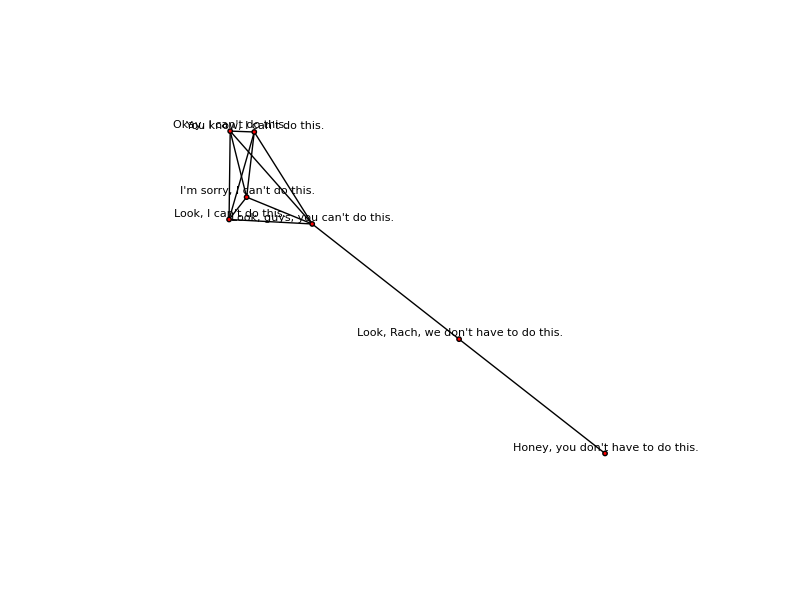 Okay, I can't do this.
You know, I can't do this.
I'm sorry, I can't do this.
Look, I can't do this.
Look, guys, you can't do this.
Look, Rach, we don't have to do this.
Honey, you don't have to do this.